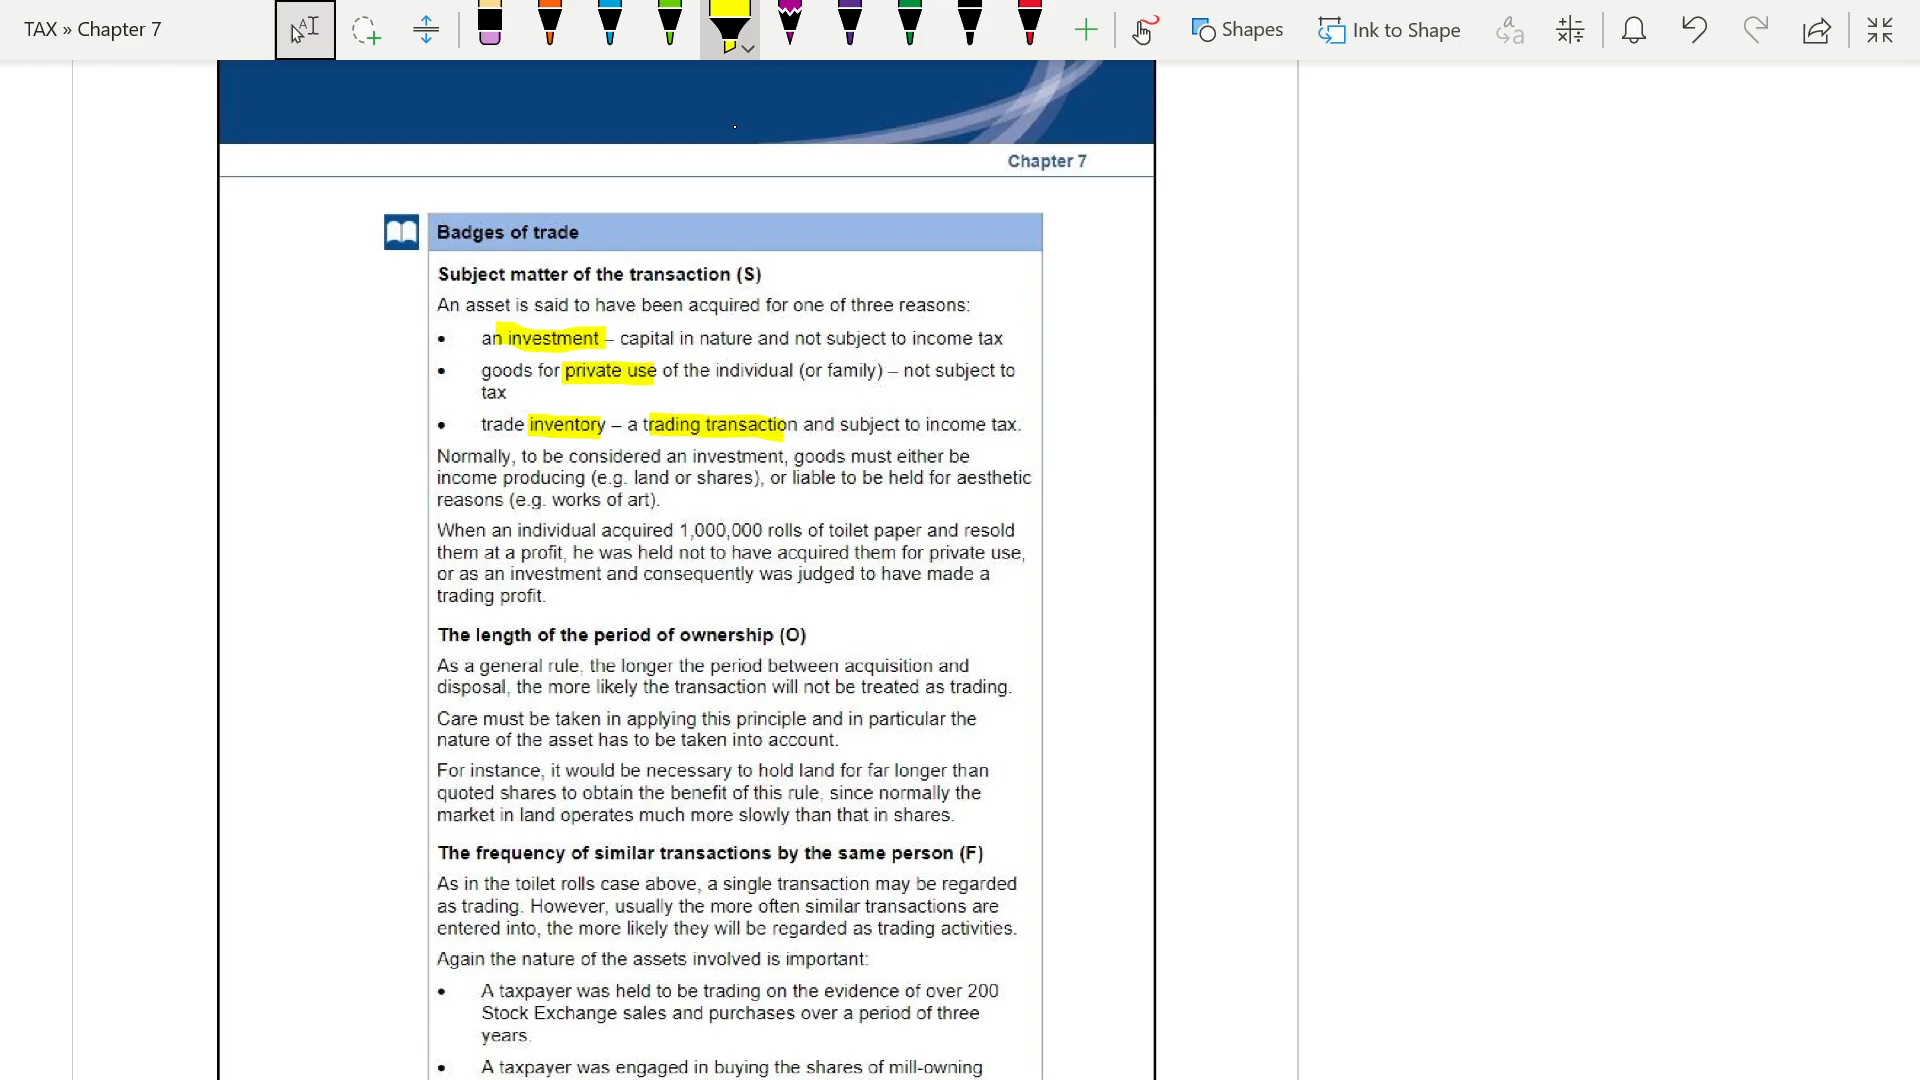 TAX » Chapter 7
Shapes
Ink to Shape
Chapter 7
Badges of trade
Subject matter of the transaction (S)
An asset is said to have been acquired for one of three reasons:
• an investment – capital in nature and not subject to income tax
• goods for private use of the individual (or family) – not subject to
tax
• trade inventory – a trading transaction and subject to income tax.
Normally, to be considered an investment, goods must either be
income producing (e.g. land or shares), or liable to be held for aesthetic
reasons (e.g. works of art).
When an individual acquired 1,000,000 rolls of toilet paper and resold
them at a profit, he was held not to have acquired them for private use,
or as an investment and consequently was judged to have made a
trading profit.
The length of the period of ownership (O)
As a general rule, the longer the period between acquisition and
disposal, the more likely the transaction will not be treated as trading.
Care must be taken in applying this principle and in particular the
nature of the asset has to be taken into account.
For instance, it would be necessary to hold land for far longer than
quoted shares to obtain the benefit of this rule, since normally the
market in land operates much more slowly than that in shares.
The frequency of similar transactions by the same person (F)
As in the toilet rolls case above, a single transaction may be regarded
as trading. However, usually the more often similar transactions are
entered into, the more likely they will be regarded as trading activities.
Again the nature of the assets involved is important:
• A taxpayer was held to be trading on the evidence of over 200
Stock Exchange sales and purchases over a period of three
years.
• A taxpayer was engaged in buying the shares of mill-owning